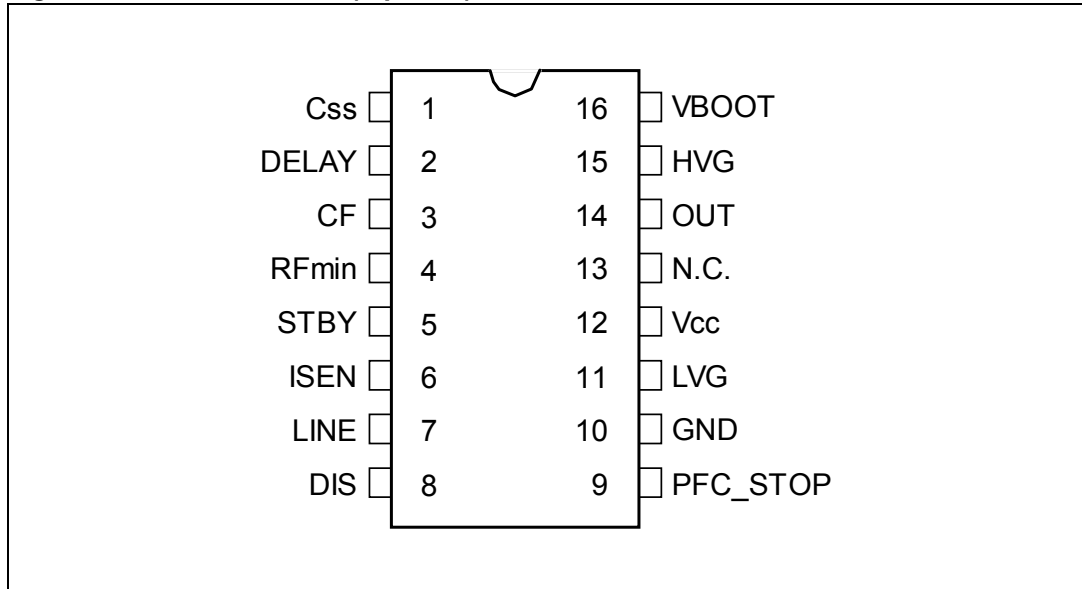 Css 1 16 VBOOT
DELAY 2 15 HVG
CF 3 14 OUT
RFmin 4 13 N.C.
STBY 5 12 Vcc
ISEN 6 11 LVG
LINE 7 10 GND
DIS 8 9 PFC_STOP